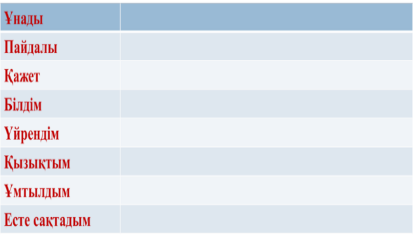 Ұнады
Пайдалы
Қажет
Білдім
Үйрендім
Қызықтым
Ұмтылдым
Есте сақтадым